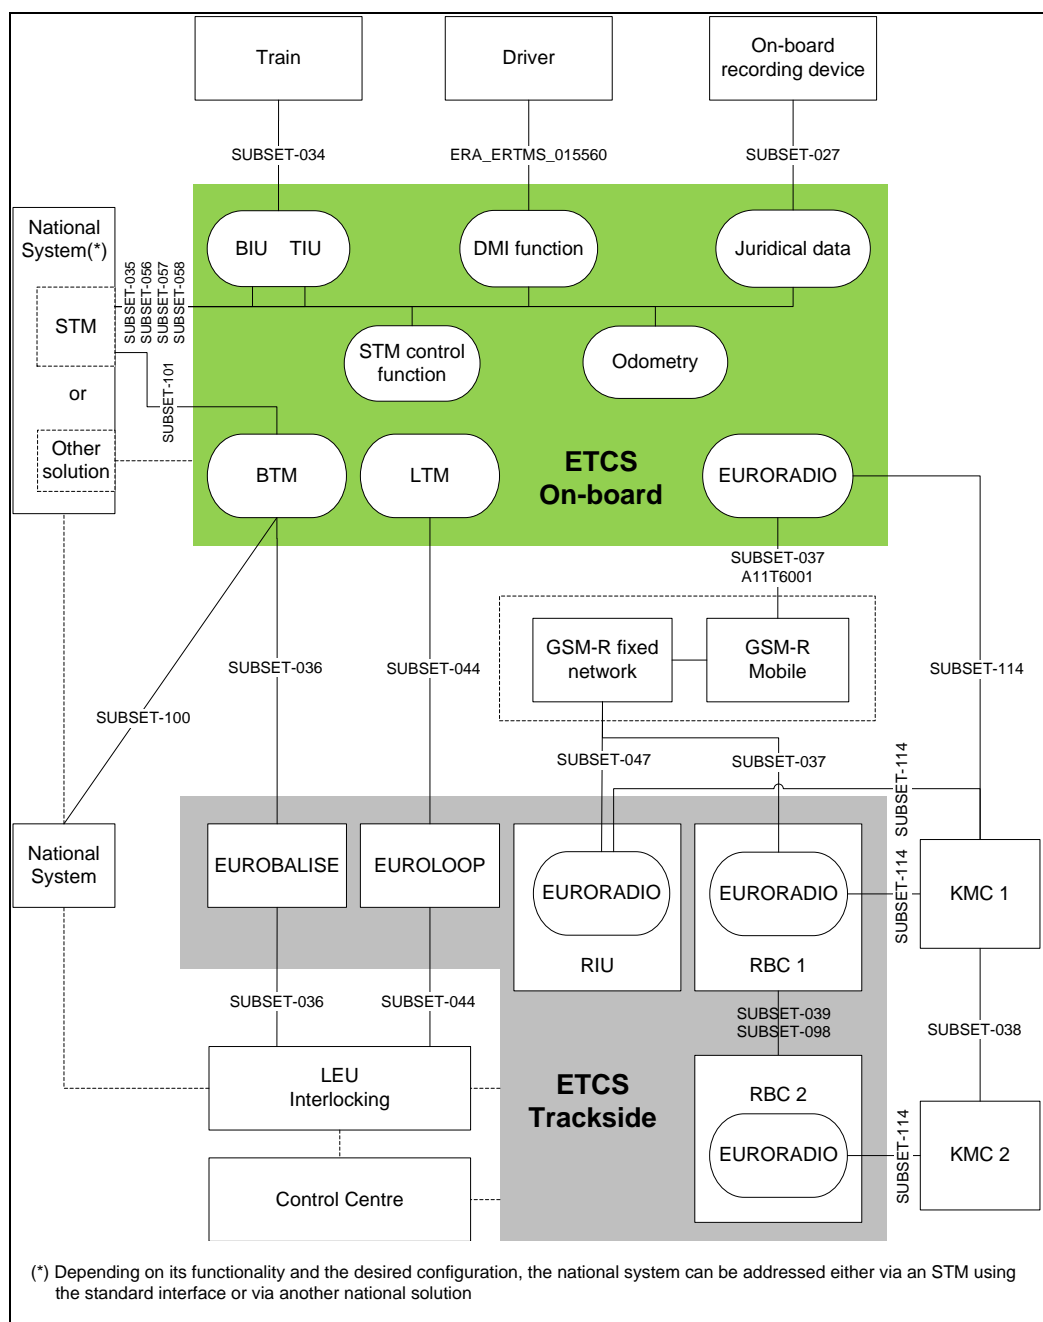 Train
Driver
On-board
recording device
SUBSET-034
ERA_ERTMS_015560
SUBSET-027
National
System(*)
SUBSET-035
SUBSET-056
SUBSET-057
SUBSET-058
BIU TIU
DMI function
Juridical data
STM
STM control
function
Odometry
or
SUBSET-101
Other
solution
BTM
LTM
ETCS
On-board
EURORADIO
SUBSET-037
A11T6001
GSM-R fixed
network
GSM-R
Mobile
SUBSET-036
SUBSET-044
SUBSET-114
SUBSET-100
SUBSET-047
SUBSET-037
SUBSET-114
National
System
EUROBALISE
EUROLOOP
EURORADIO
RIU
EURORADIO
RBC 1
SUBSET-114
KMC 1
SUBSET-036
SUBSET-044
SUBSET-039
SUBSET-098
SUBSET-038
LEU
Interlocking
ETCS
Trackside
RBC 2
EURORADIO
SUBSET-114
KMC 2
Control Centre
(*) Depending on its functionality and the desired configuration, the national system can be addressed either via an STM using
the standard interface or via another national solution